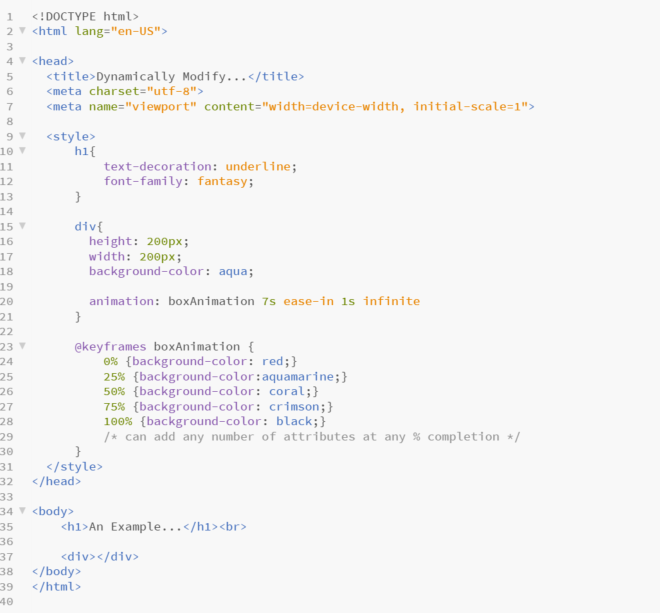 1 <!DOCTYPE html>
2 <html lang="en-US">
3
4 <head>
5 <title>Dynamically Modify...</title>
6 <meta charset="utf-8">
7 <meta name="viewport" content="width=device-width, initial-scale=1">
8
9 <style>
10 h1{
11 text-decoration: underline;
12 font-family: fantasy;
13 }
14
15 div{
16 height: 200px;
17 width: 200px;
18 background-color: aqua;
19
20 animation: boxAnimation 7s ease-in 1s infinite
21 }
22
23 @keyframes boxAnimation {
24 0% {background-color: red;}
25 25% {background-color:aquamarine;}
26 50% {background-color: coral;}
27 75% {background-color: crimson;}
28 100% {background-color: black;}
29 /* can add any number of attributes at any % completion */
30 }
31 </style>
32 </head>
33
34 <body>
35 <h1>An Example...</h1><br>
36
37 <div></div>
38 </body>
39 </html>
40